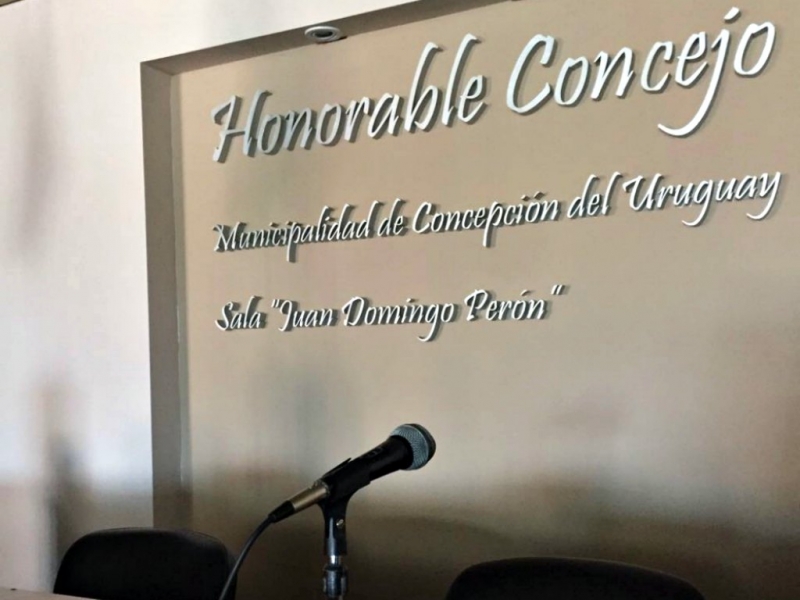 Honorable Concejo
Municipalidad de Concepción del Uruguay
Sala "Juan Domingo Perón"